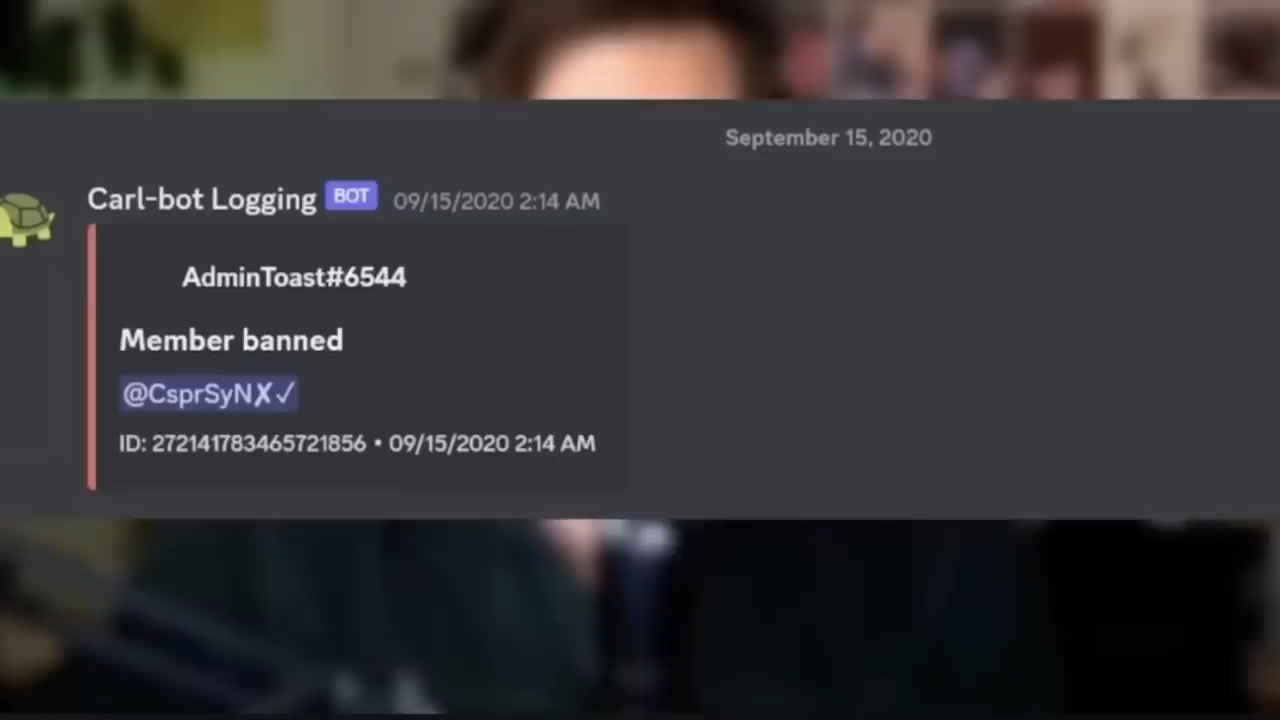 September 15, 2020
Carl-bot Logging BOT 09/15/2020 2:14 AM
AdminToast#6544
Member banned
@CsprSyN✗✓
ID: 272141783465721856 • 09/15/2020 2:14 AM